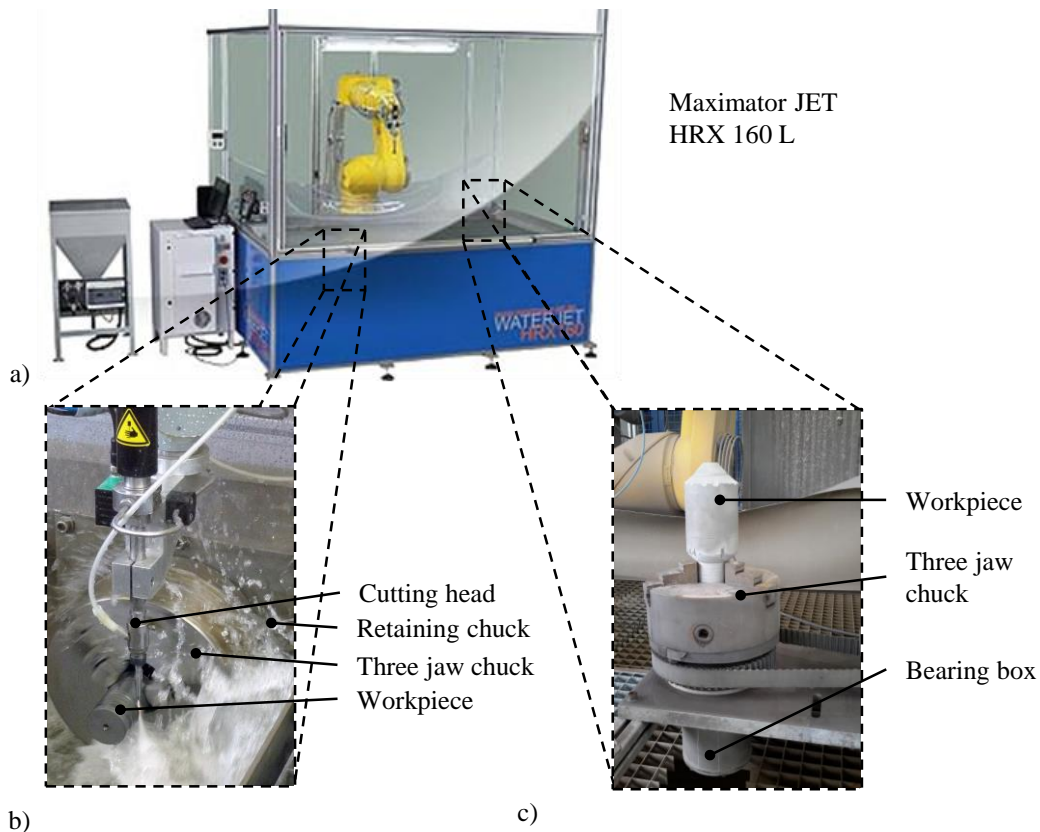 Maximator JET
HRX 160 L
WATERJET
HRX 160
a)
Cutting head
Retaining chuck
Three jaw chuck
Workpiece
b)
Workpiece
Three jaw
chuck
Bearing box
c)